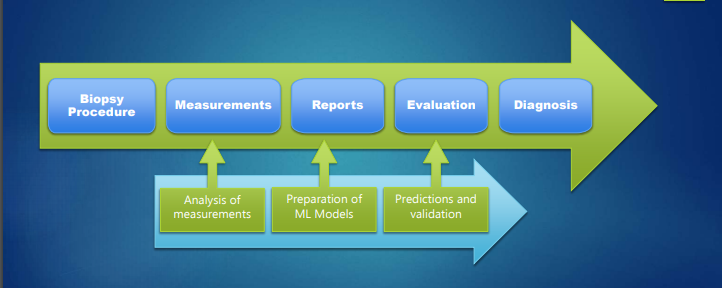 Biopsy
Procedure
Measurements
Reports
Evaluation
Diagnosis
Analysis of
measurements
Preparation of
ML Models
Predictions and
validation